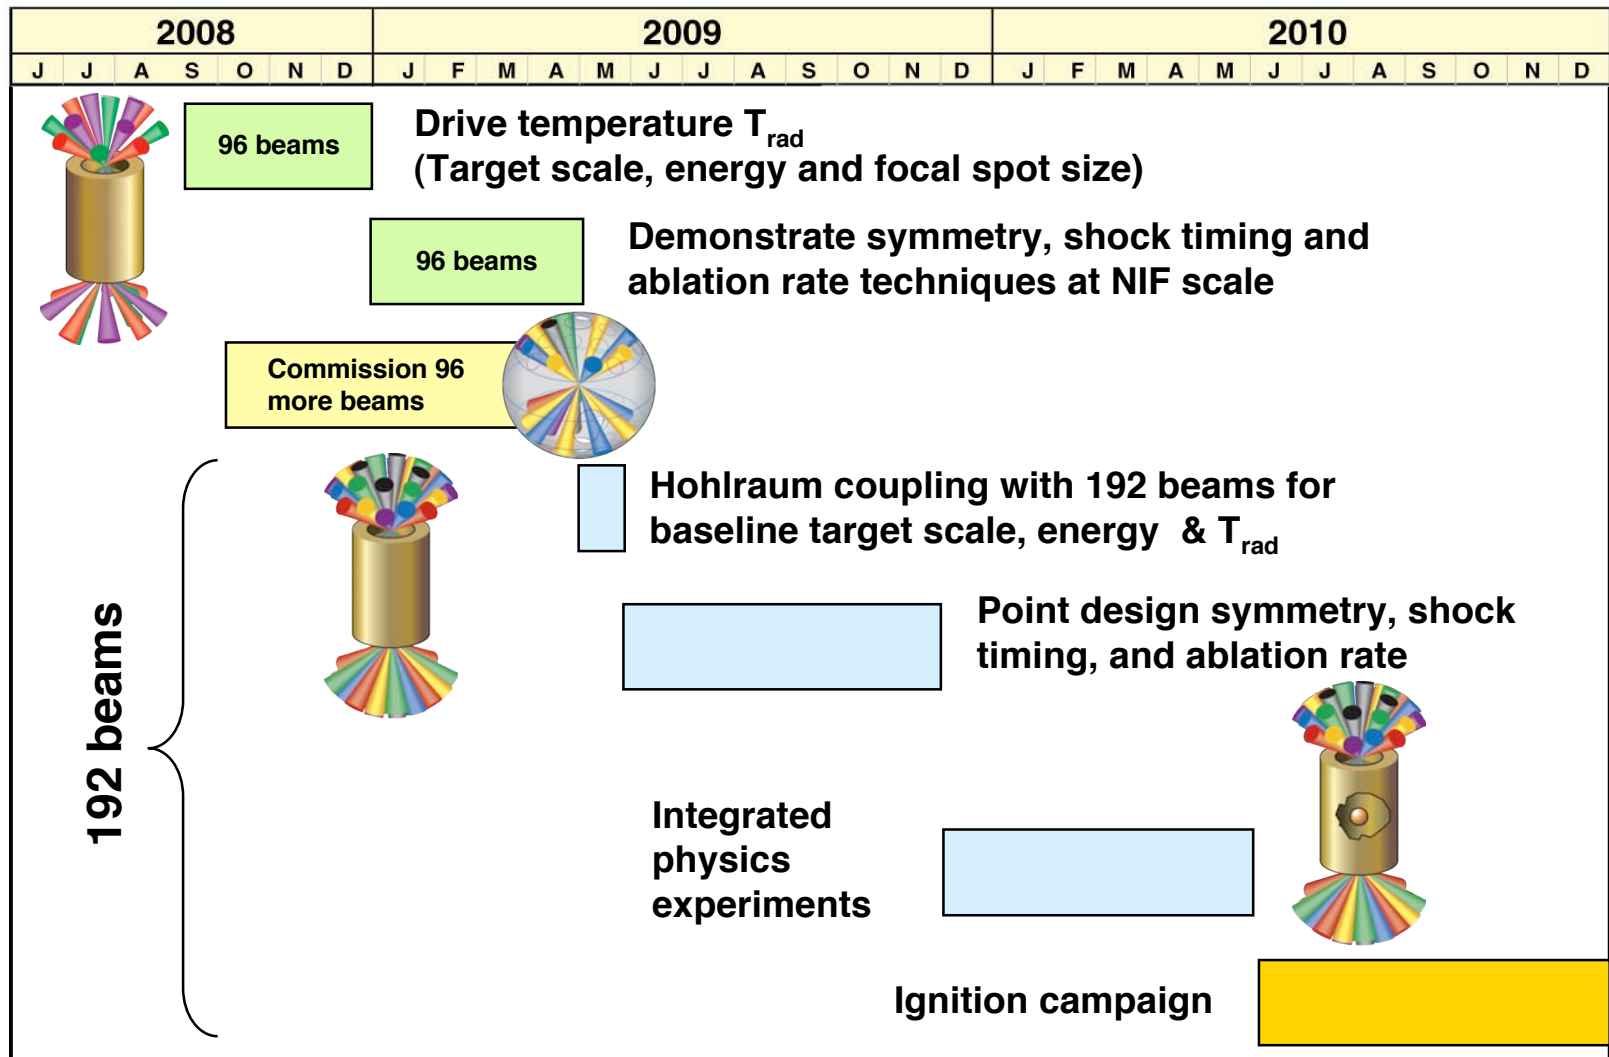 2008 2009 2010
J J A S O N D J F M A M J J A S O N D J F M A M J J A S O N D
96 beams
Drive temperature T_rad
(Target scale, energy and focal spot size)
96 beams
Demonstrate symmetry, shock timing and
ablation rate techniques at NIF scale
Commission 96
more beams
192 beams
Hohlraum coupling with 192 beams for
baseline target scale, energy & T_rad
Point design symmetry, shock
timing, and ablation rate
Integrated
physics
experiments
Ignition campaign